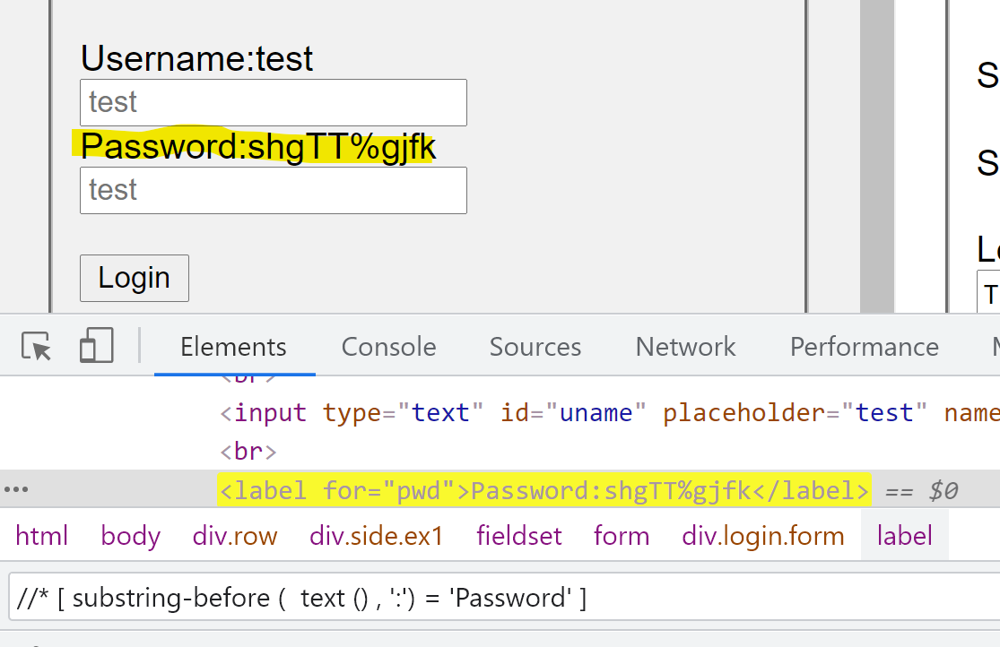 Username:test
test
Password:shgTT%gjfk
test
Login
S
S
T
Elements Console Sources Network Performance
<br>
<input type="text" id="uname" placeholder="test" name
<br>
••• <label for="pwd">Password:shgTT%gjfk</label> == $0
html body div.row div.side.ex1 fieldset form div.login.form label
//* [ substring-before (  text () , ':') = 'Password' ]